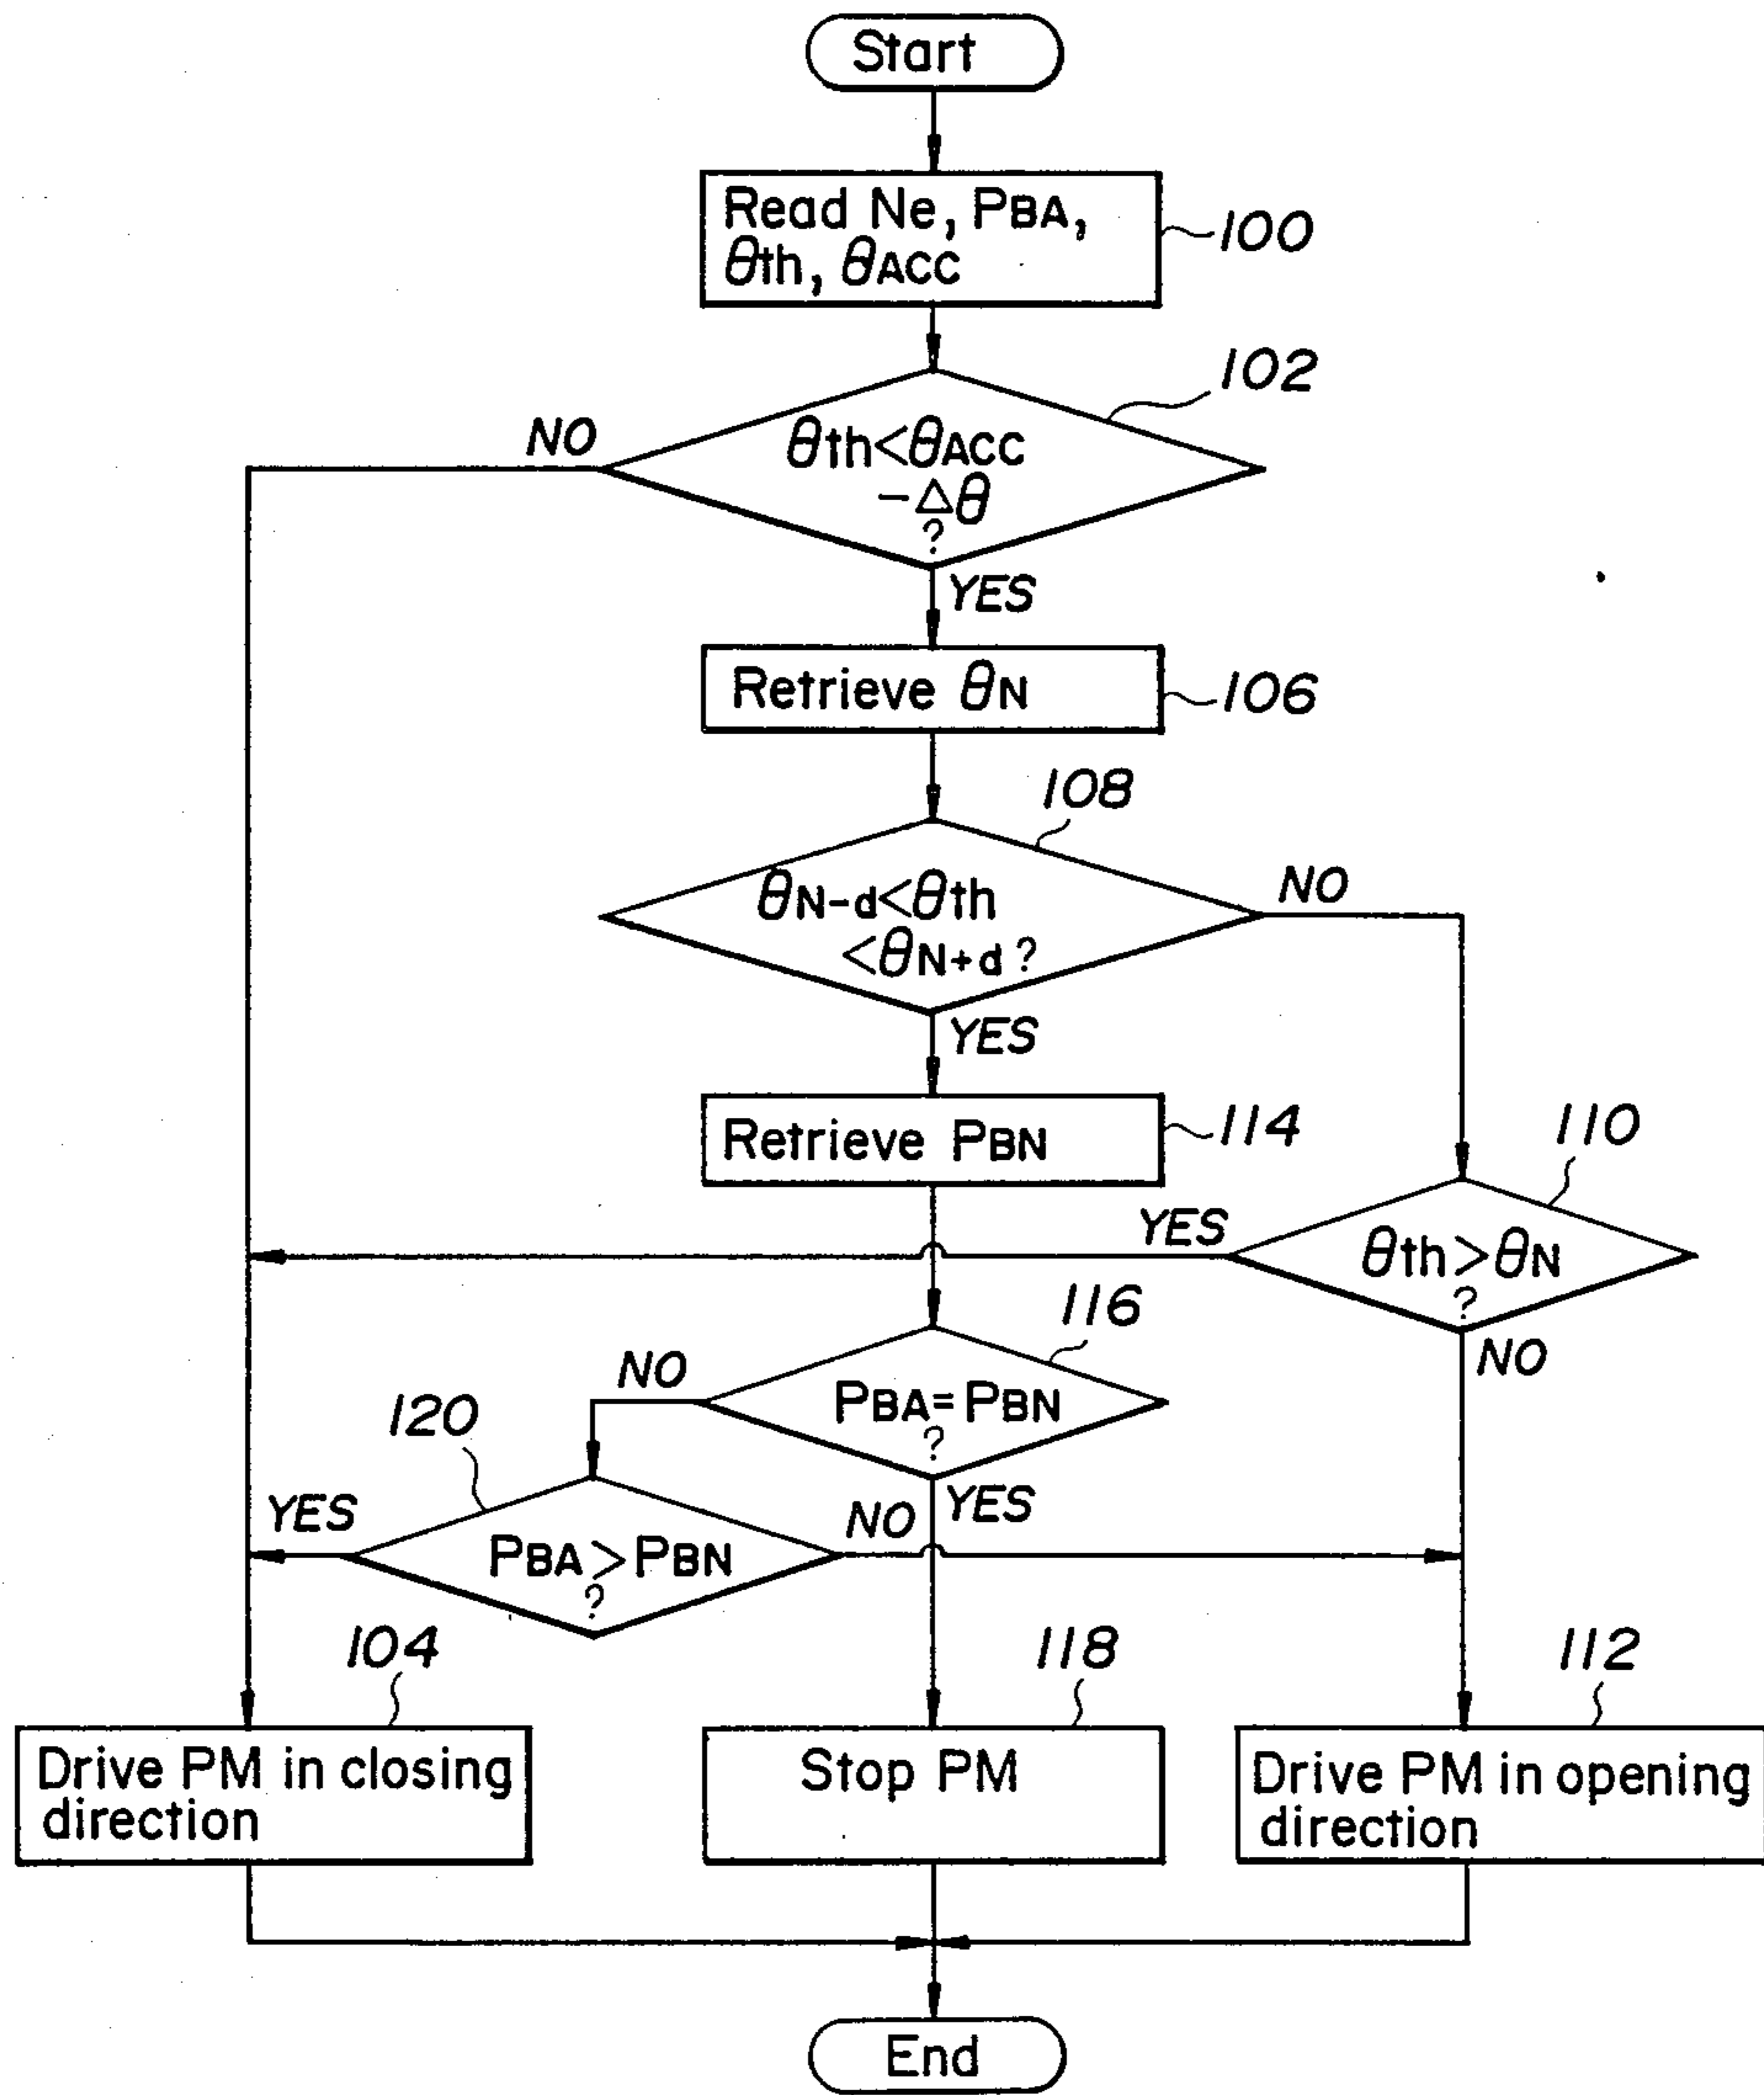 Start
Read Ne, PBA,
θth, θACC
100
102
NO
θth<θACC
-△θ
?
YES
Retrieve θN
106
108
NO
θN-d<θth
<θN+d ?
YES
Retrieve PBN
114
110
YES
θth>θN
?
NO
116
NO
PBA=PBN
?
YES
120
YES
NO
PBA>PBN
?
104
118
112
Drive PM in closing
direction
Stop PM
Drive PM in opening
direction
End